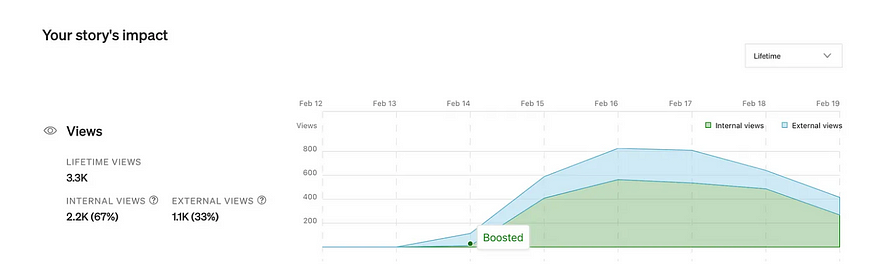 Your story's impact
Lifetime
Feb 12 Feb 13 Feb 14 Feb 15 Feb 16 Feb 17 Feb 18 Feb 19
Views
Internal views External views
Views
800
600
400
200
LIFETIME VIEWS
3.3K
INTERNAL VIEWS EXTERNAL VIEWS
2.2K (67%) 1.1K (33%)
Boosted